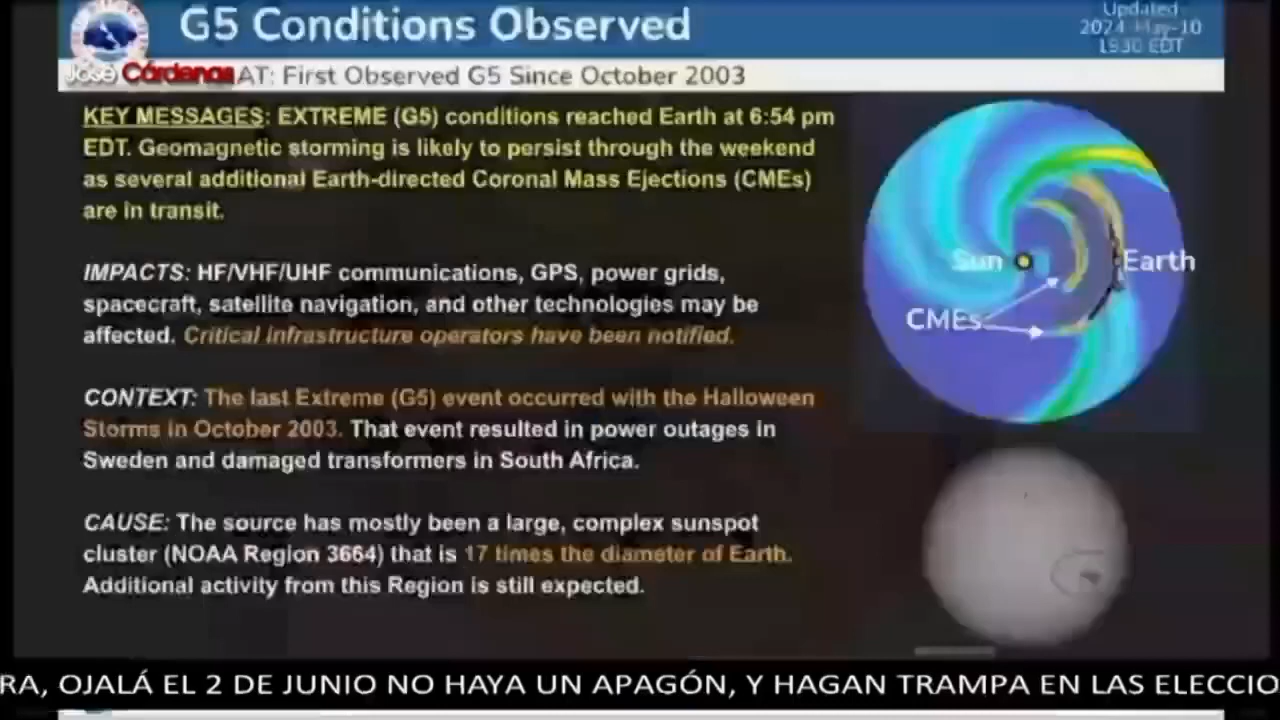 G5 Conditions Observed
Updated
2024-May-10
1930 EDT
José Cárdenas
AT: First Observed G5 Since October 2003
KEY MESSAGES: EXTREME (G5) conditions reached Earth at 6:54 pm
EDT. Geomagnetic storming is likely to persist through the weekend
as several additional Earth-directed Coronal Mass Ejections (CMEs)
are in transit.
IMPACTS: HF/VHF/UHF communications, GPS, power grids,
spacecraft, satellite navigation, and other technologies may be
affected. Critical infrastructure operators have been notified.
CONTEXT: The last Extreme (G5) event occurred with the Halloween
Storms in October 2003. That event resulted in power outages in
Sweden and damaged transformers in South Africa.
CAUSE: The source has mostly been a large, complex sunspot
cluster (NOAA Region 3664) that is 17 times the diameter of Earth.
Additional activity from this Region is still expected.
Sun
Earth
CMEs
RA, OJALÁ EL 2 DE JUNIO NO HAYA UN APAGÓN, Y HAGAN TRAMPA EN LAS ELECCIO